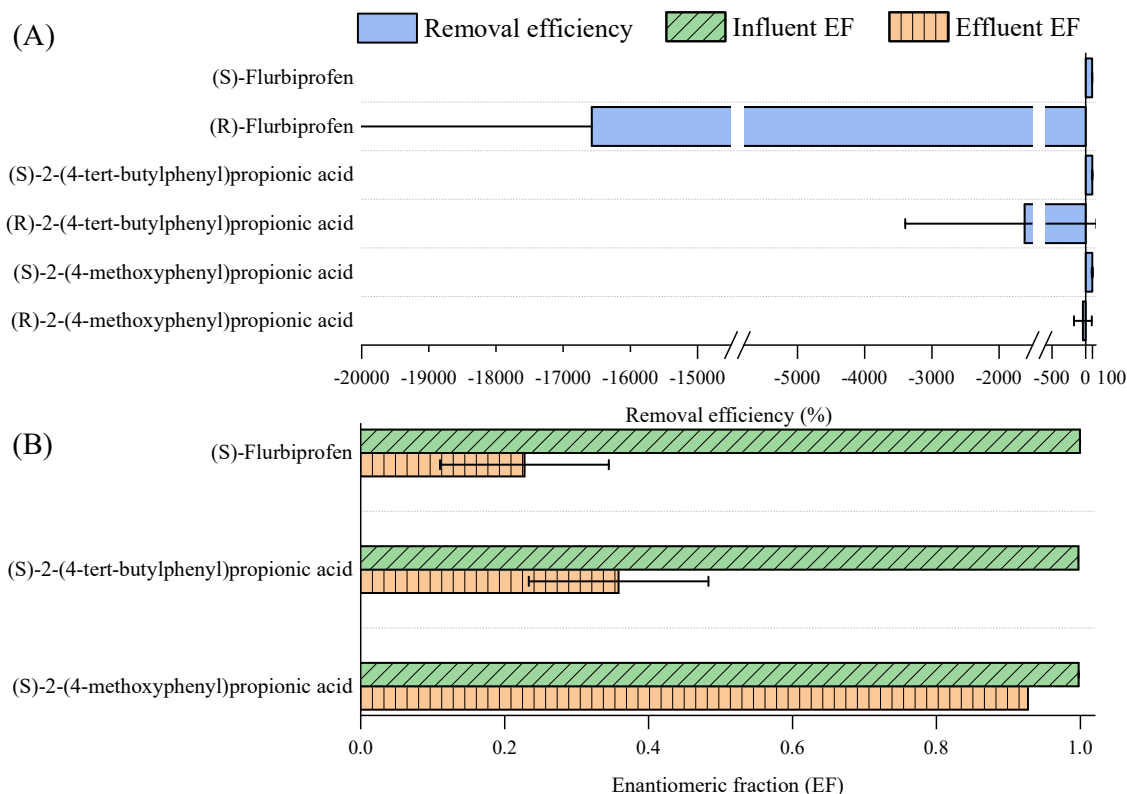 (A)
Removal efficiency Influent EF Effluent EF
(S)-Flurbiprofen
(R)-Flurbiprofen
(S)-2-(4-tert-butylphenyl)propionic acid
(R)-2-(4-tert-butylphenyl)propionic acid
(S)-2-(4-methoxyphenyl)propionic acid
(R)-2-(4-methoxyphenyl)propionic acid
-20000 -19000 -18000 -17000 -16000 -15000 -5000 -4000 -3000 -2000 -500 0 100
Removal efficiency (%)
(B)
(S)-Flurbiprofen
(S)-2-(4-tert-butylphenyl)propionic acid
(S)-2-(4-methoxyphenyl)propionic acid
0.0 0.2 0.4 0.6 0.8 1.0
Enantiomeric fraction (EF)